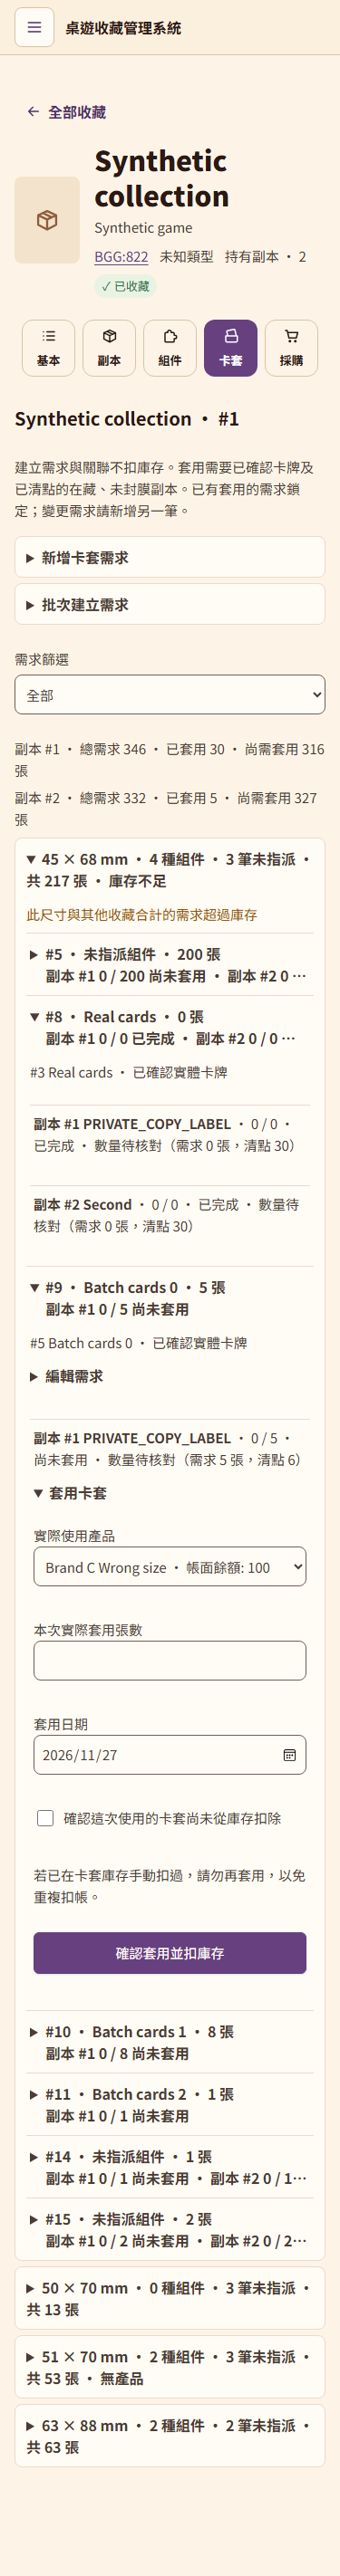 桌遊收藏管理系統
← 全部收藏
Synthetic
collection
Synthetic game
BGG:822 未知類型 持有副本 · 2
✓ 已收藏
基本 副本 組件 卡套 採購
Synthetic collection · #1
建立需求與關聯不扣庫存。套用需要已確認卡牌及
已清點的在藏、未封膜副本。已有套用的需求鎖
定；變更需求請新增另一筆。
▶ 新增卡套需求
▶ 批次建立需求
需求篩選
全部
副本 #1 · 總需求 346 · 已套用 30 · 尚需套用 316
張
副本 #2 · 總需求 332 · 已套用 5 · 尚需套用 327
張
▼ 45 × 68 mm · 4 種組件 · 3 筆未指派 ·
共 217 張 · 庫存不足
此尺寸與其他收藏合計的需求超過庫存
▶ #5 · 未指派組件 · 200 張
副本 #1 0 / 200 尚未套用 · 副本 #2 0 …
▼ #8 · Real cards · 0 張
副本 #1 0 / 0 已完成 · 副本 #2 0 / 0 …
#3 Real cards · 已確認實體卡牌
副本 #1 PRIVATE_COPY_LABEL · 0 / 0 ·
已完成 · 數量待核對（需求 0 張，清點 30）
副本 #2 Second · 0 / 0 · 已完成 · 數量待
核對（需求 0 張，清點 30）
▼ #9 · Batch cards 0 · 5 張
副本 #1 0 / 5 尚未套用
#5 Batch cards 0 · 已確認實體卡牌
▶ 編輯需求
副本 #1 PRIVATE_COPY_LABEL · 0 / 5 ·
尚未套用 · 數量待核對（需求 5 張，清點 6）
▼ 套用卡套
實際使用產品
Brand C Wrong size · 帳面餘額: 100
本次實際套用張數
套用日期
2026/11/27
確認這次使用的卡套尚未從庫存扣除
若已在卡套庫存手動扣過，請勿再套用，以免
重複扣帳。
確認套用並扣庫存
▶ #10 · Batch cards 1 · 8 張
副本 #1 0 / 8 尚未套用
▶ #11 · Batch cards 2 · 1 張
副本 #1 0 / 1 尚未套用
▶ #14 · 未指派組件 · 1 張
副本 #1 0 / 1 尚未套用 · 副本 #2 0 / 1…
▶ #15 · 未指派組件 · 2 張
副本 #1 0 / 2 尚未套用 · 副本 #2 0 / 2…
▶ 50 × 70 mm · 0 種組件 · 3 筆未指派 ·
共 13 張
▶ 51 × 70 mm · 2 種組件 · 3 筆未指派 ·
共 53 張 · 無產品
▶ 63 × 88 mm · 2 種組件 · 2 筆未指派 ·
共 63 張